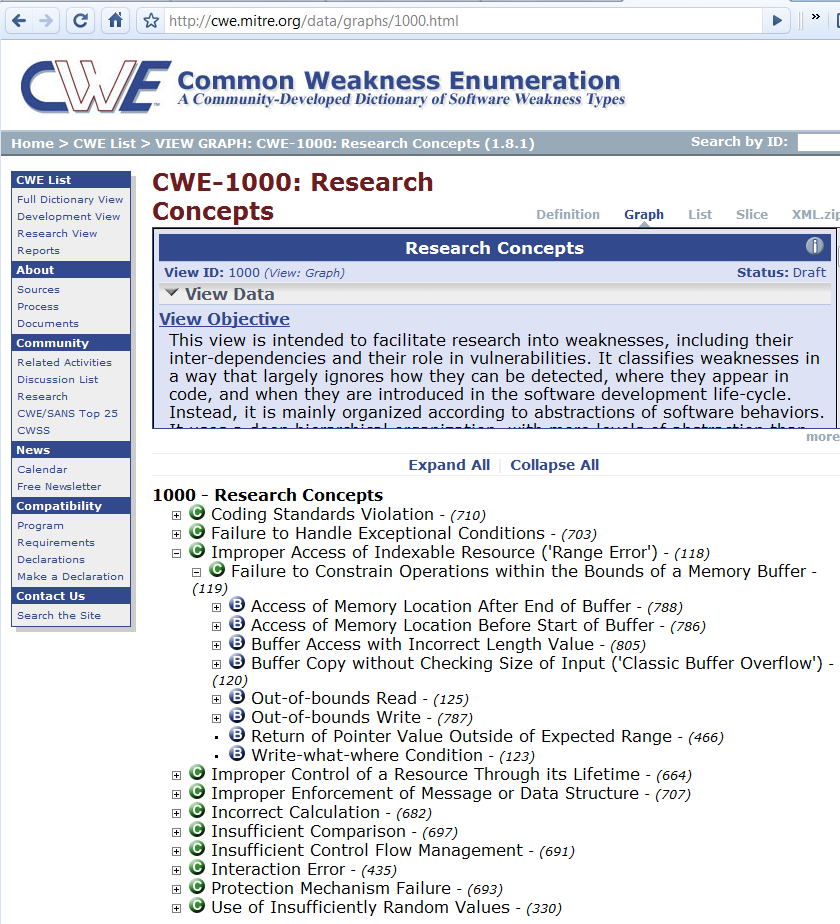 http://cwe.mitre.org/data/graphs/1000.html
»
CWE™
Common Weakness Enumeration
A Community-Developed Dictionary of Software Weakness Types
Home > CWE List > VIEW GRAPH: CWE-1000: Research Concepts (1.8.1)
Search by ID:
CWE List
Full Dictionary View
Development View
Research View
Reports
About
Sources
Process
Documents
Community
Related Activities
Discussion List
Research
CWE/SANS Top 25
CWSS
News
Calendar
Free Newsletter
Compatibility
Program
Requirements
Declarations
Make a Declaration
Contact Us
Search the Site
CWE-1000: Research
Concepts
Definition Graph List Slice XML.zip
Research Concepts
View ID: 1000 (View: Graph)
Status: Draft
View Data
View Objective
This view is intended to facilitate research into weaknesses, including their
inter-dependencies and their role in vulnerabilities. It classifies weaknesses in
a way that largely ignores how they can be detected, where they appear in
code, and when they are introduced in the software development life-cycle.
Instead, it is mainly organized according to abstractions of software behaviors.
It uses a deep hierarchical organization, with more levels of abstraction than
more
Expand All | Collapse All
1000 - Research Concepts
C Coding Standards Violation - (710)
C Failure to Handle Exceptional Conditions - (703)
C Improper Access of Indexable Resource ('Range Error') - (118)
C Failure to Constrain Operations within the Bounds of a Memory Buffer -
(119)
B Access of Memory Location After End of Buffer - (788)
B Access of Memory Location Before Start of Buffer - (786)
B Buffer Access with Incorrect Length Value - (805)
B Buffer Copy without Checking Size of Input ('Classic Buffer Overflow') -
(120)
B Out-of-bounds Read - (125)
B Out-of-bounds Write - (787)
B Return of Pointer Value Outside of Expected Range - (466)
B Write-what-where Condition - (123)
C Improper Control of a Resource Through its Lifetime - (664)
C Improper Enforcement of Message or Data Structure - (707)
C Incorrect Calculation - (682)
C Insufficient Comparison - (697)
C Insufficient Control Flow Management - (691)
C Interaction Error - (435)
C Protection Mechanism Failure - (693)
C Use of Insufficiently Random Values - (330)